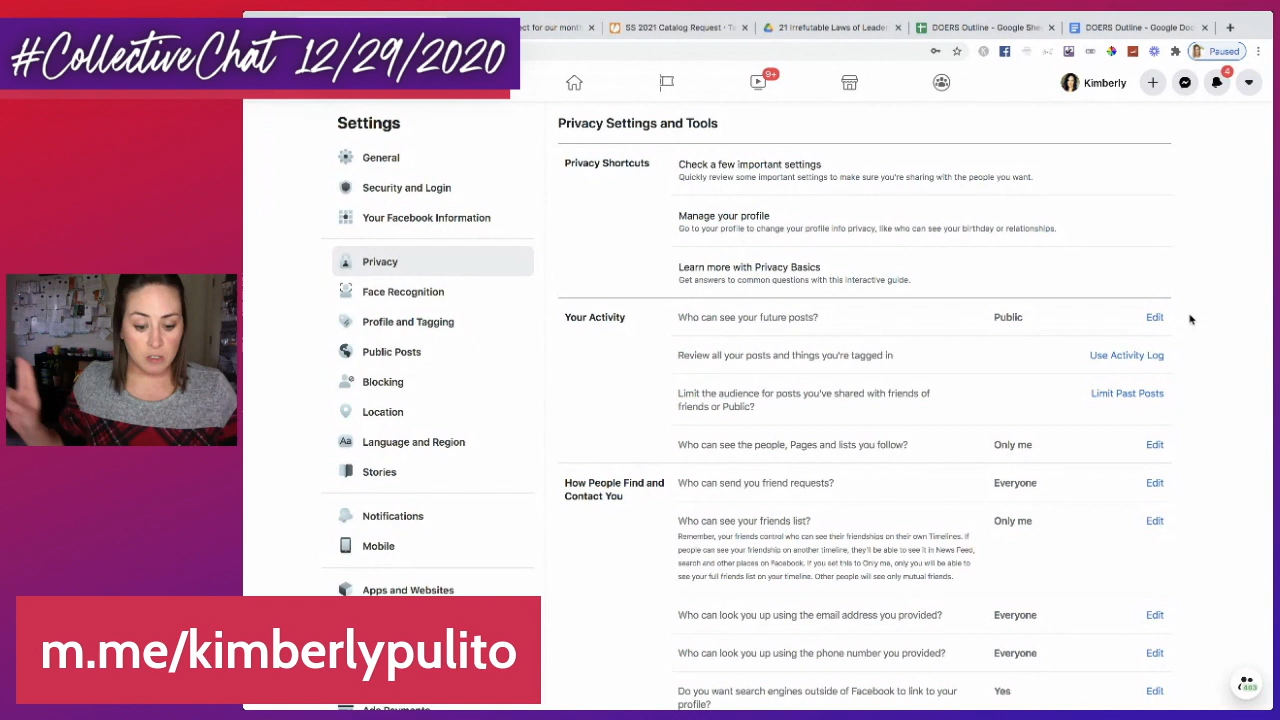 #CollectiveChat 12/29/2020
ect for our month
SS 2021 Catalog Request · T
21 Irrefutable Laws of Leader
DOERS Outline - Google She
DOERS Outline - Google Doc
Paused
9+
Kimberly
4
Settings
General
Security and Login
Your Facebook Information
Privacy
Face Recognition
Profile and Tagging
Public Posts
Blocking
Location
Language and Region
Stories
Notifications
Mobile
Apps and Websites
Ads Payments
Privacy Settings and Tools
Privacy Shortcuts
Check a few important settings
Quickly review some important settings to make sure you're sharing with the people you want.
Manage your profile
Go to your profile to change your profile info privacy, like who can see your birthday or relationships.
Learn more with Privacy Basics
Get answers to common questions with this interactive guide.
Your Activity
Who can see your future posts? Public Edit
Review all your posts and things you're tagged in Use Activity Log
Limit the audience for posts you've shared with friends of
friends or Public?
Limit Past Posts
Who can see the people, Pages and lists you follow? Only me Edit
How People Find and
Contact You
Who can send you friend requests? Everyone Edit
Who can see your friends list? Only me Edit
Remember, your friends control who can see their friendships on their own Timelines. If
people can see your friendship on another timeline, they'll be able to see it in News Feed,
search and other places on Facebook. If you set this to Only me, only you will be able to
see your full friends list on your timeline. Other people will see only mutual friends.
Who can look you up using the email address you provided? Everyone Edit
Who can look you up using the phone number you provided? Everyone Edit
Do you want search engines outside of Facebook to link to your
profile?
Yes Edit
483
m.me/kimberlypulito